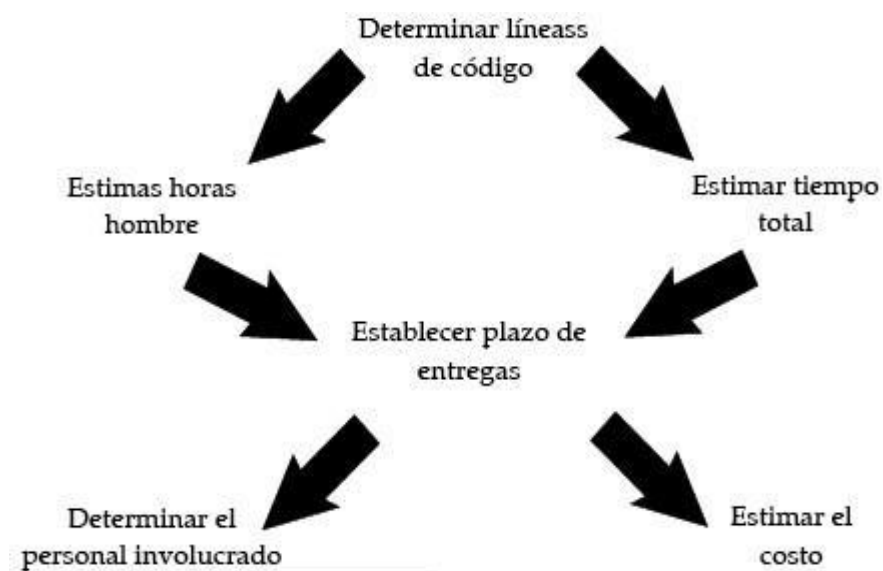 Determinar líneass
de código
Estimas horas
hombre
Estimar tiempo
total
Establecer plazo de
entregas
Determinar el
personal involucrado
Estimar el
costo